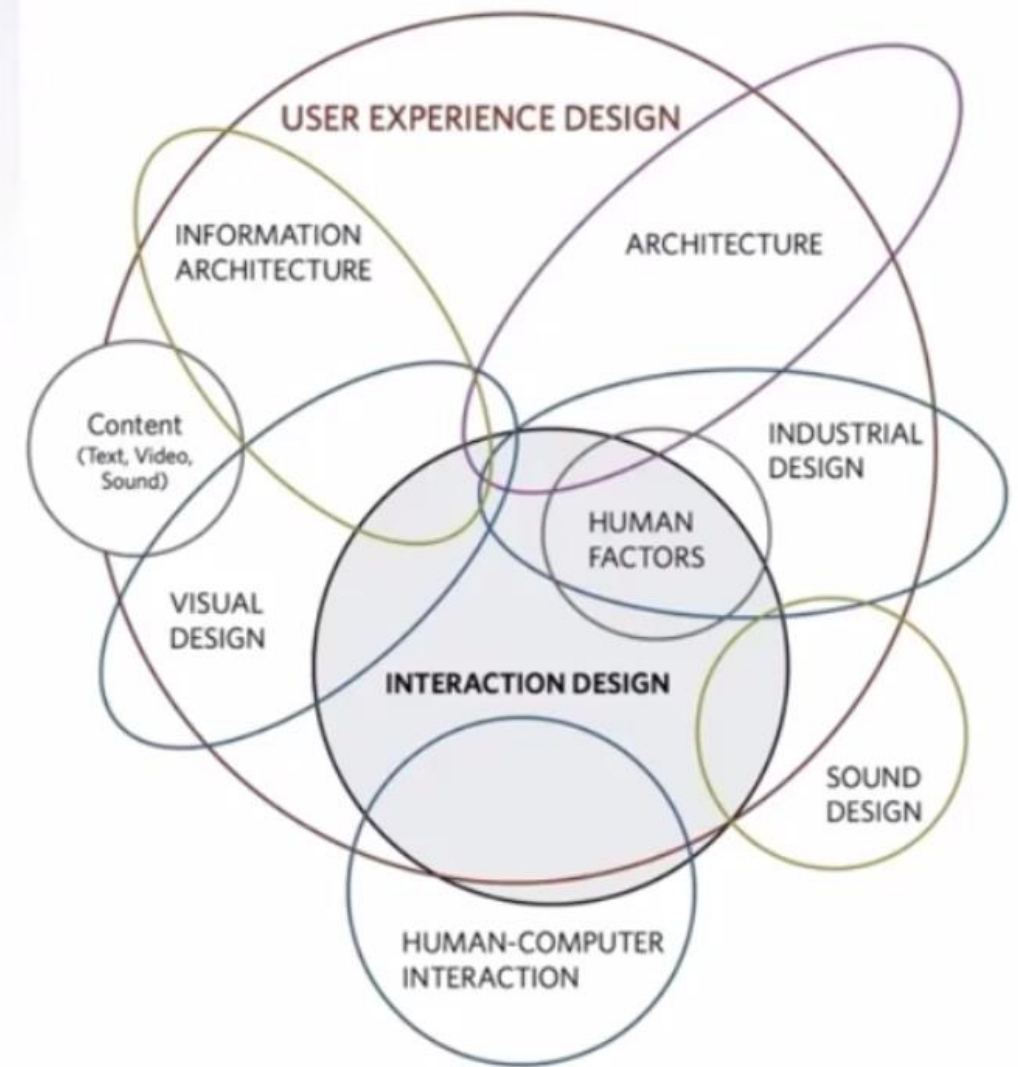 USER EXPERIENCE DESIGN
INFORMATION
ARCHITECTURE
ARCHITECTURE
Content
(Text, Video,
Sound)
INDUSTRIAL
DESIGN
HUMAN
FACTORS
VISUAL
DESIGN
INTERACTION DESIGN
SOUND
DESIGN
HUMAN-COMPUTER
INTERACTION